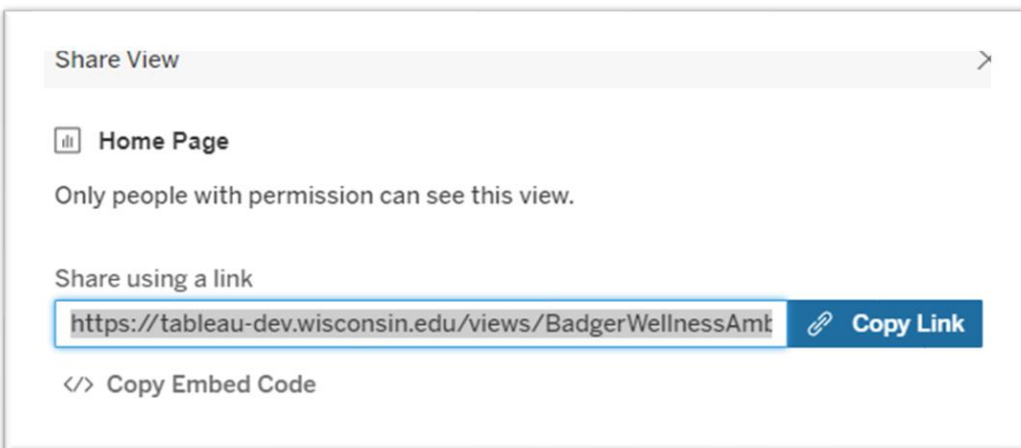 Share View
Home Page
Only people with permission can see this view.
Share using a link
https://tableau-dev.wisconsin.edu/views/BadgerWellnessAmb Copy Link
</> Copy Embed Code